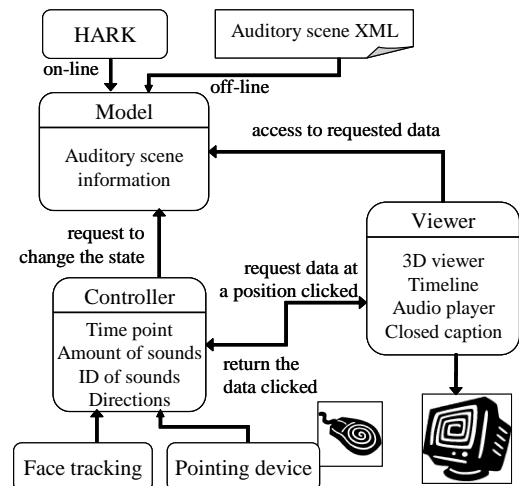 HARK
Auditory scene XML
on-line
off-line
Model
Auditory scene
information
access to requested data
request to
change the state
Viewer
3D viewer
Timeline
Audio player
Closed caption
request data at
a position clicked
Controller
Time point
Amount of sounds
ID of sounds
Directions
return the
data clicked
Face tracking
Pointing device